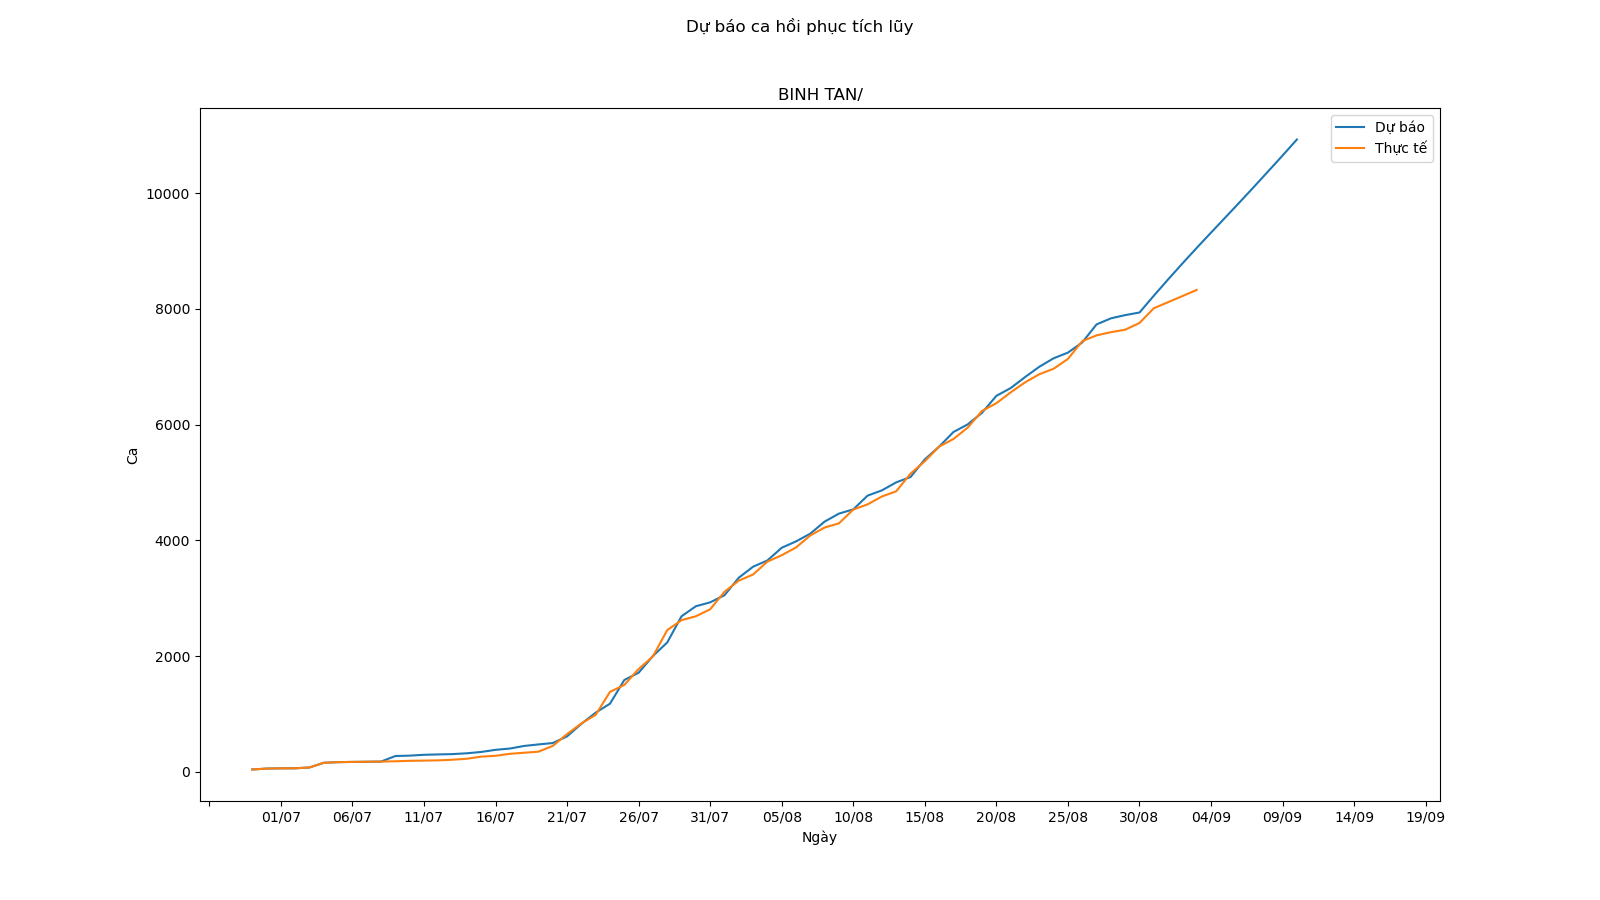 Dự báo ca hồi phục tích lũy
BINH TAN/
Dự báo
Thực tế
10000
8000
6000
4000
2000
0
Ca
01/07 06/07 11/07 16/07 21/07 26/07 31/07 05/08 10/08 15/08 20/08 25/08 30/08 04/09 09/09 14/09 19/09
Ngày